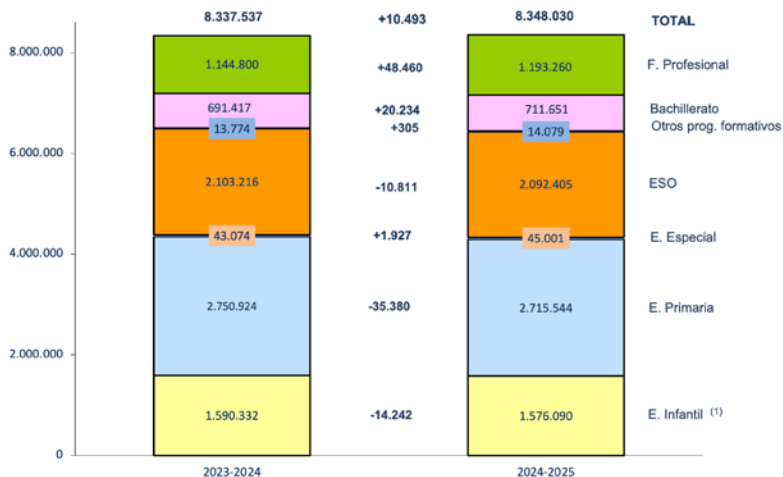 8.337.537 +10.493 8.348.030 TOTAL
8.000.000
1.144.800 +48.460 1.193.260 F. Profesional
691.417 +20.234 711.651 Bachillerato
13.774 +305 14.079 Otros prog. formativos
6.000.000
2.103.216 -10.811 2.092.405 ESO
43.074 +1.927 45.001 E. Especial
4.000.000
2.750.924 -35.380 2.715.544 E. Primaria
2.000.000
1.590.332 -14.242 1.576.090 E. Infantil (1)
0
2023-2024 2024-2025